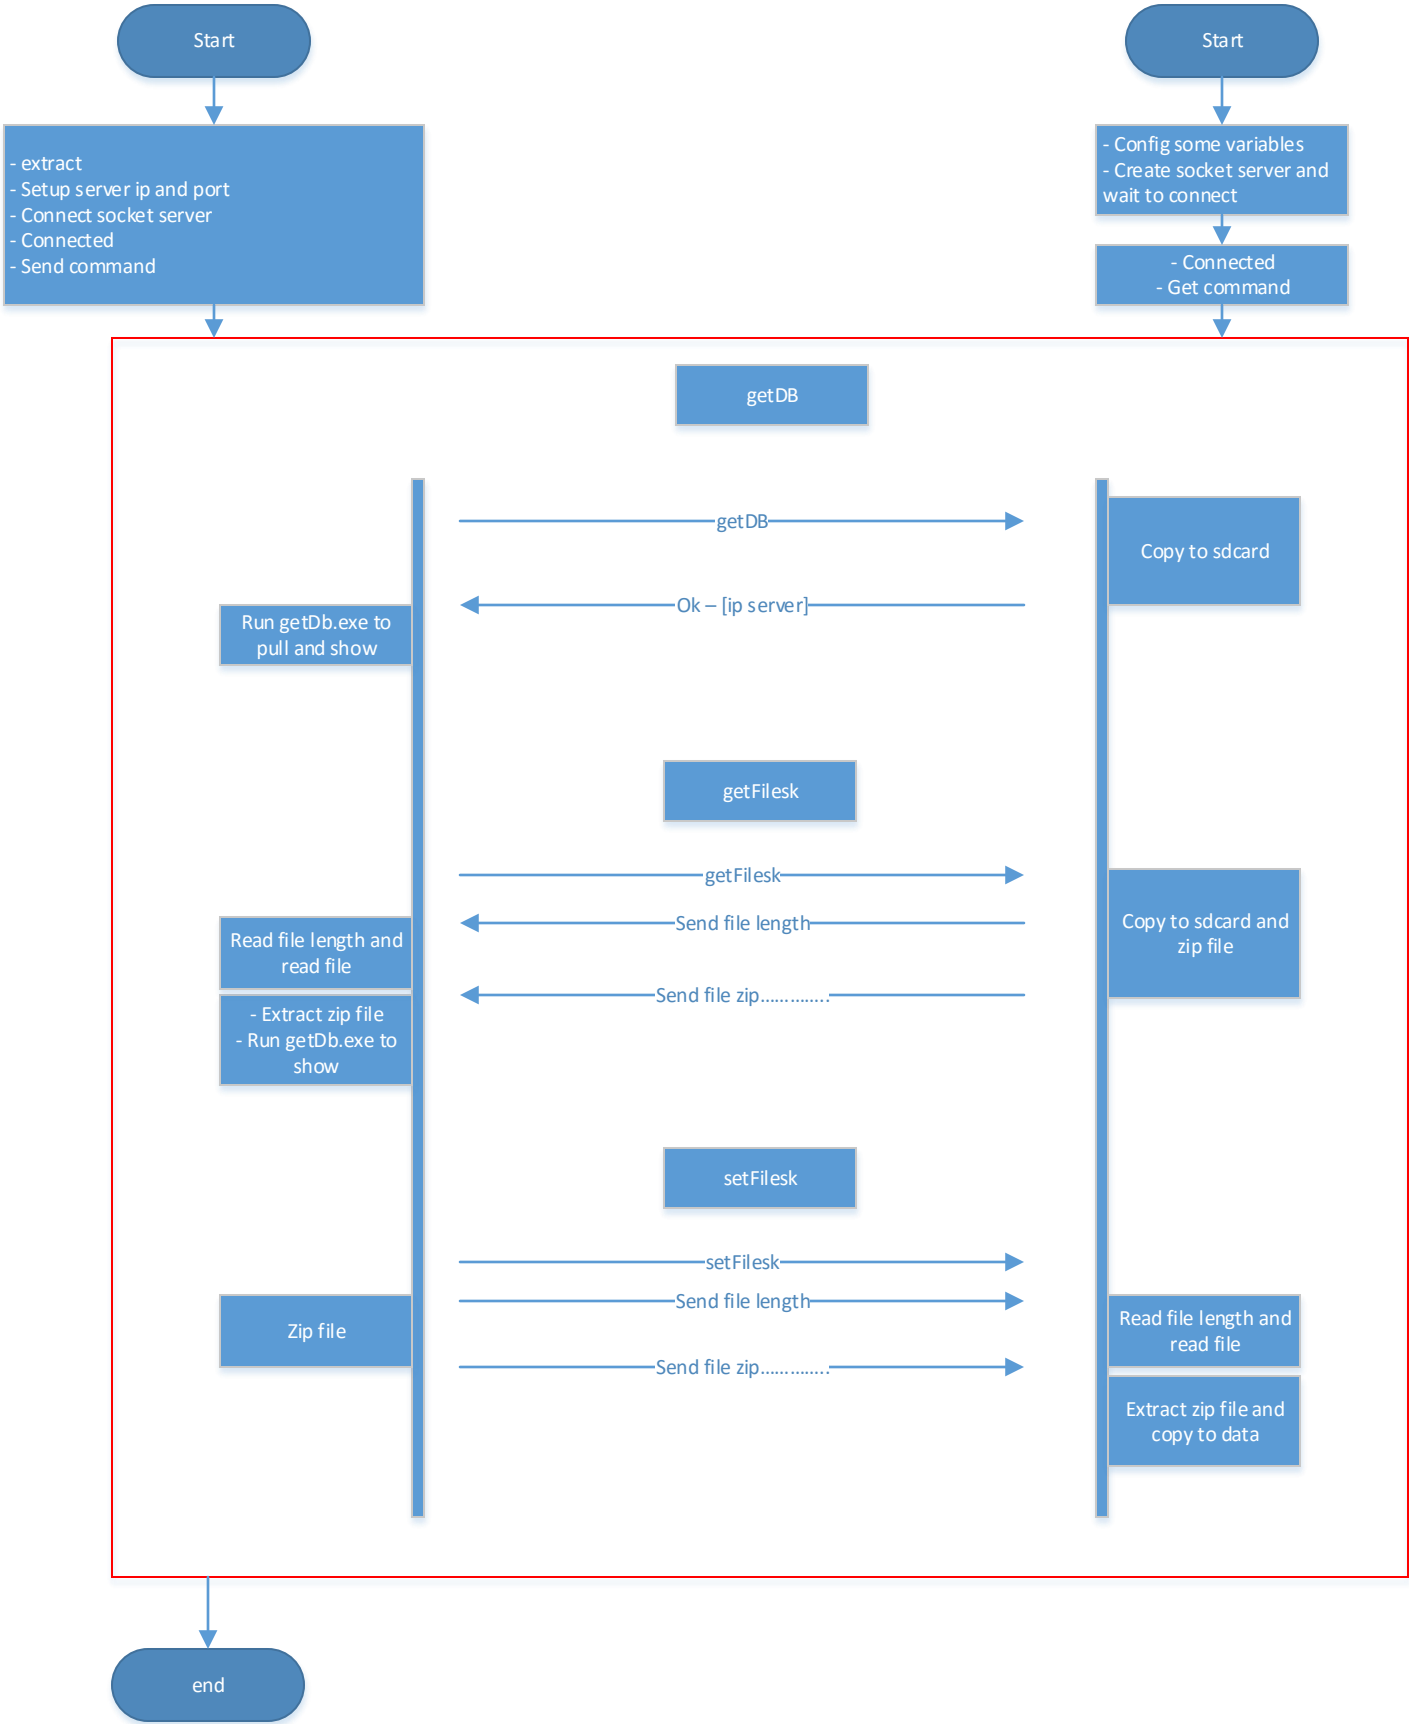 Start
Start
- extract
- Setup server ip and port
- Connect socket server
- Connected
- Send command
- Config some variables
- Create socket server and
wait to connect
- Connected
- Get command
getDB
getDB
Copy to sdcard
Ok – [ip server]
Run getDb.exe to
pull and show
getFilesk
getFilesk
Send file length
Copy to sdcard and
zip file
Read file length and
read file
Send file zip.............
- Extract zip file
- Run getDb.exe to
show
setFilesk
setFilesk
Send file length
Zip file
Read file length and
read file
Send file zip.............
Extract zip file and
copy to data
end